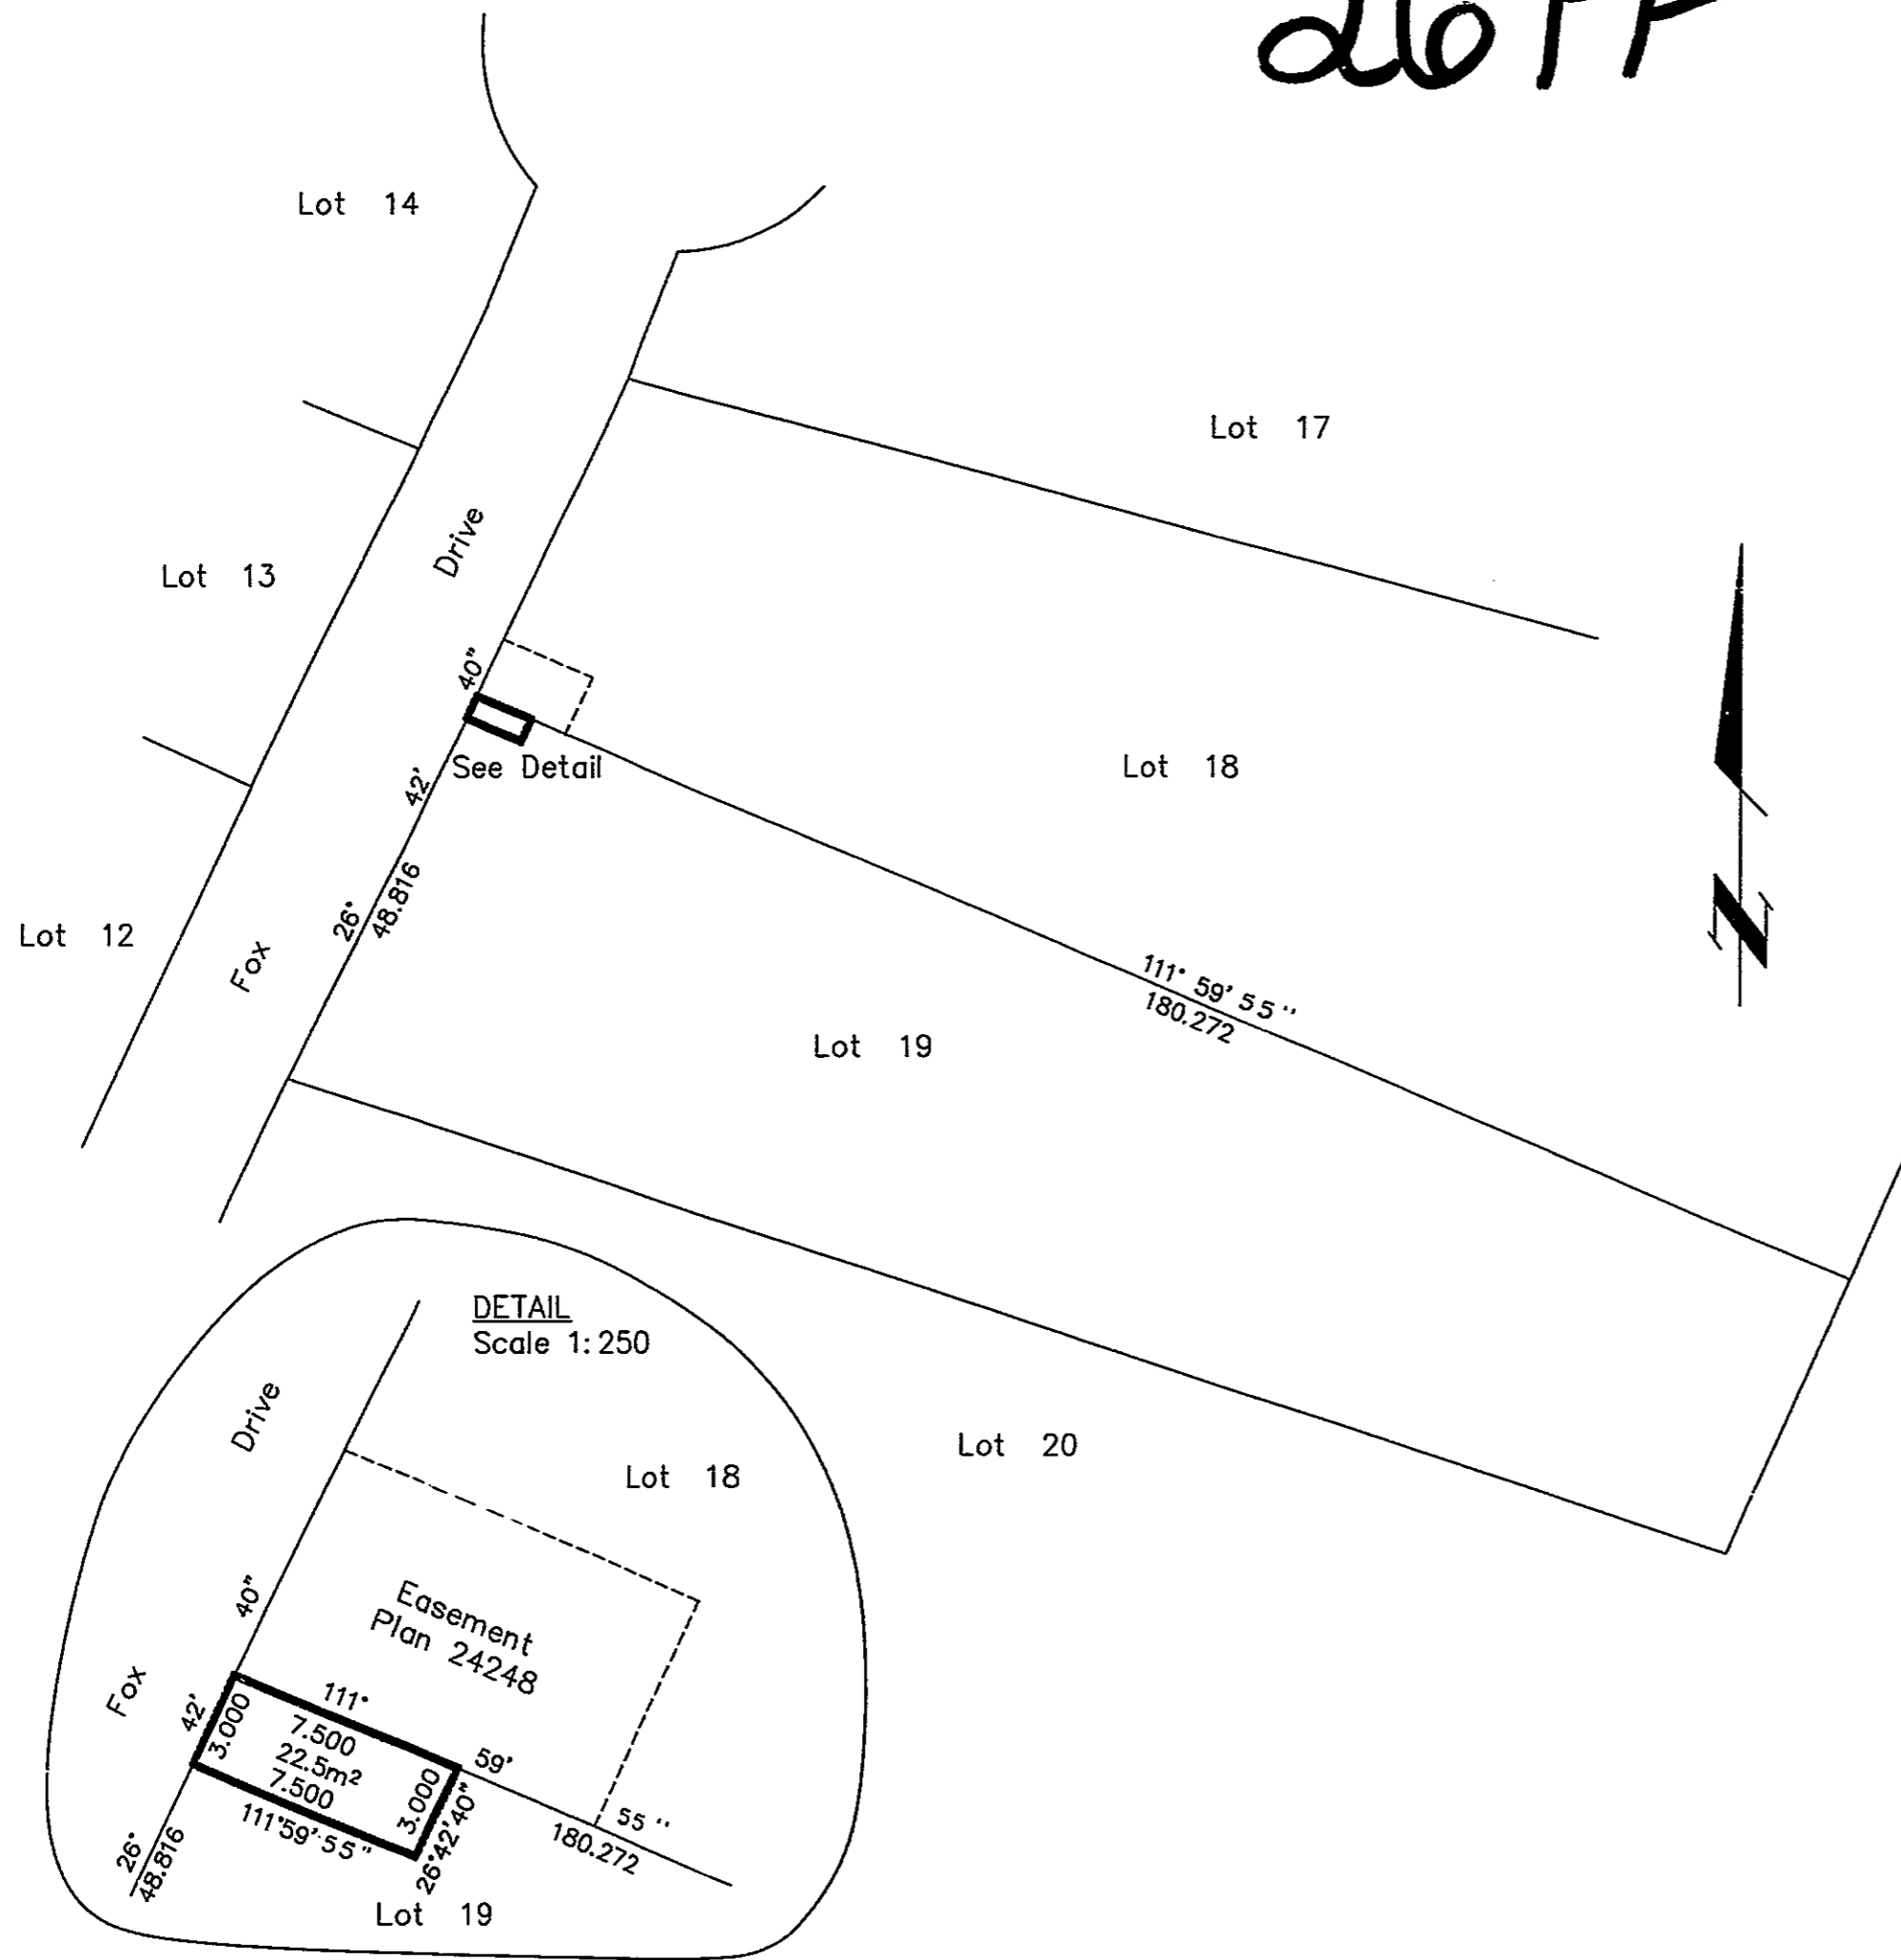 Lot 14
Lot 17
Drive
Lot 13
40"
See Detail
42'
Lot 18
48.816
26°
Lot 12
Fox
111° 59' 55"
180.272
Lot 19
N
DETAIL
Scale 1:250
Drive
Lot 18
Lot 20
40"
Easement
Plan 24248
Fox
111°
42'
3.000
7.500
22.5m²
7.500
3.000
59'
111°59'55"
26°42'40"
55"
180.272
26°
48.816
Lot 19